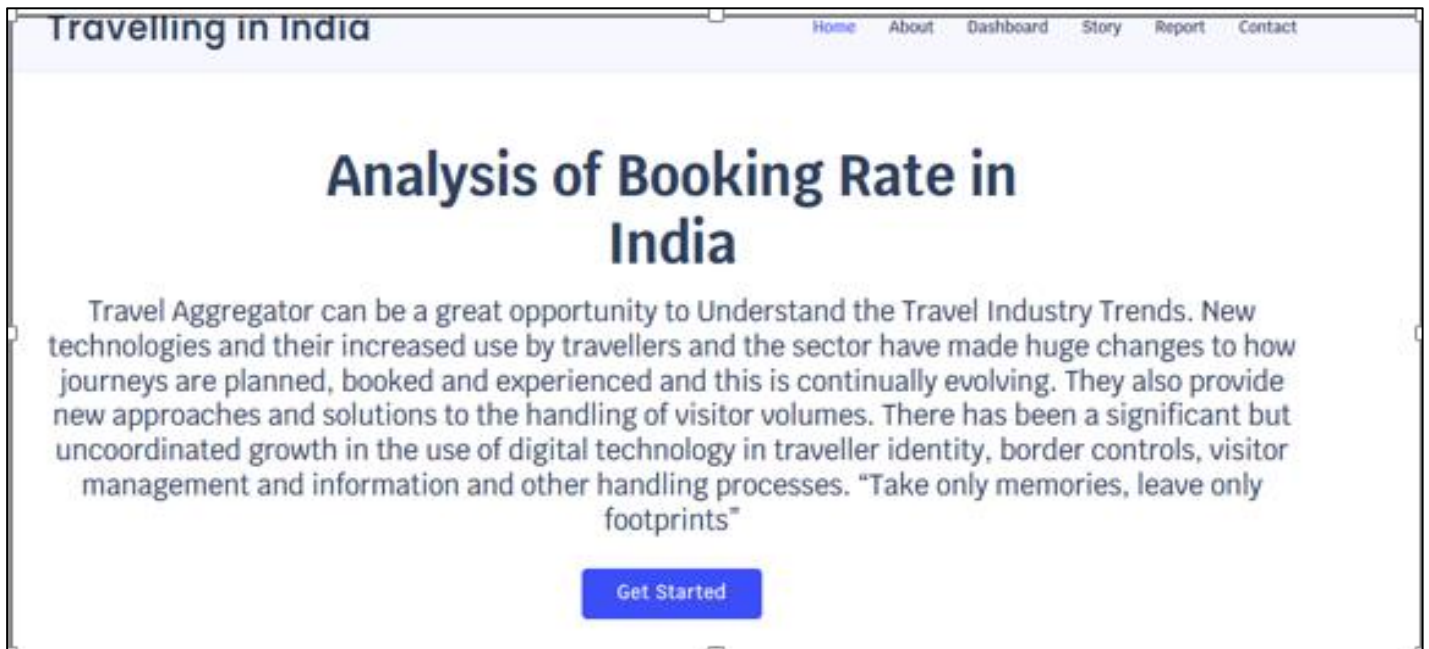 Travelling in India
Home About Dashboard Story Report Contact
Analysis of Booking Rate in
India
Travel Aggregator can be a great opportunity to Understand the Travel Industry Trends. New
technologies and their increased use by travellers and the sector have made huge changes to how
journeys are planned, booked and experienced and this is continually evolving. They also provide
new approaches and solutions to the handling of visitor volumes. There has been a significant but
uncoordinated growth in the use of digital technology in traveller identity, border controls, visitor
management and information and other handling processes. “Take only memories, leave only
footprints”
Get Started